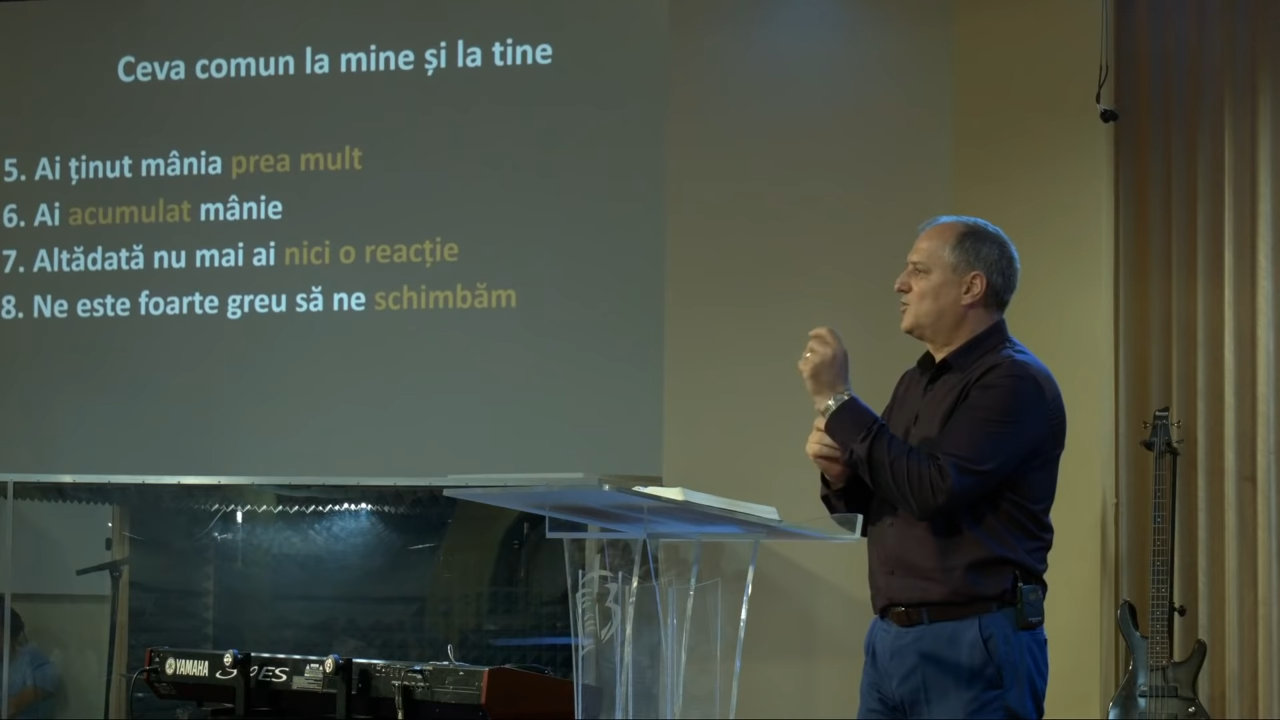 Ceva comun la mine și la tine
5. Ai ținut mânia prea mult
6. Ai acumulat mânie
7. Altădată nu mai ai nici o reacție
8. Ne este foarte greu să ne schimbăm
YAMAHA